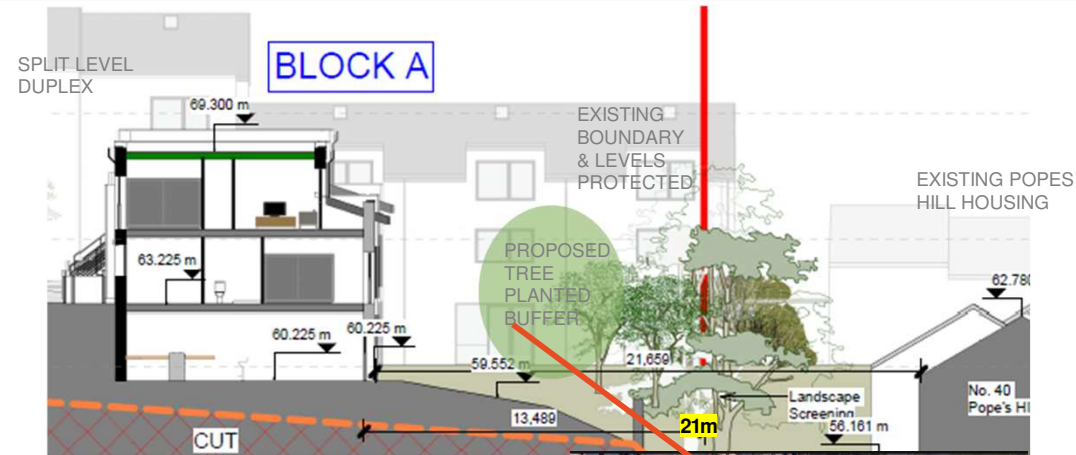 SPLIT LEVEL
DUPLEX
BLOCK A
69.300 m
EXISTING
BOUNDARY
& LEVELS
PROTECTED
EXISTING POPES
HILL HOUSING
PROPOSED
TREE
PLANTED
BUFFER
63.225 m
62.780
60.225 m
60.225 m
59.552 m
21,659
No. 40
Pope's
Landscape
Screening
13,489
21m
56.161 m
CUT